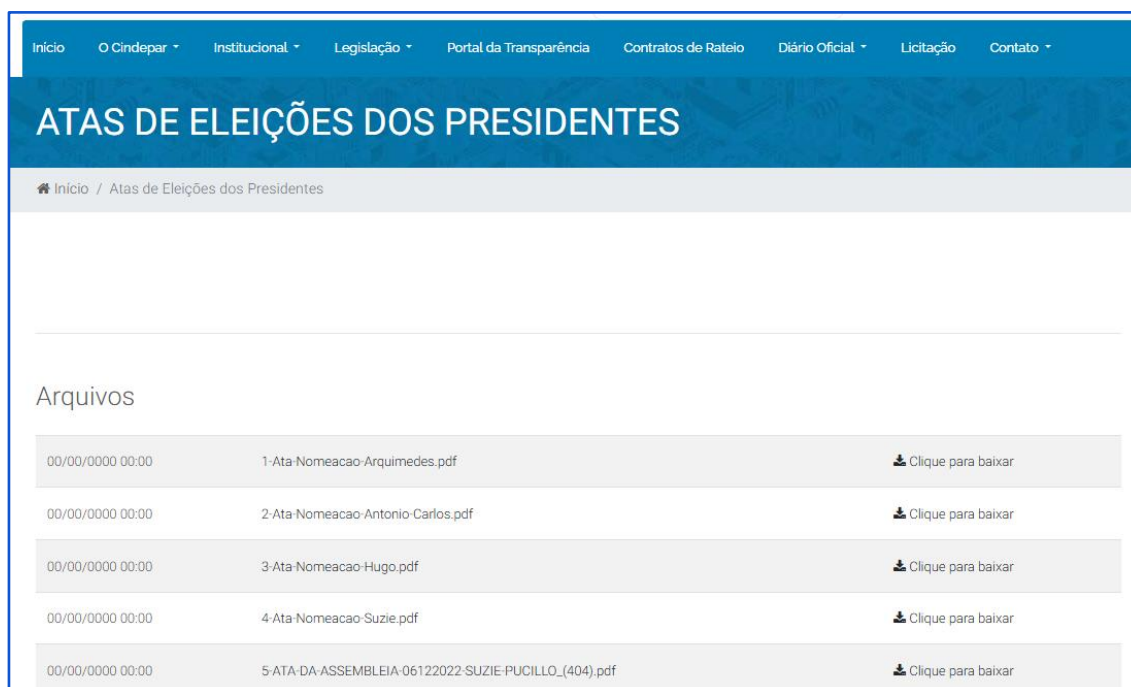 Início O Cindepar Institucional Legislação Portal da Transparência Contratos de Rateio Diário Oficial Licitação Contato
ATAS DE ELEIÇÕES DOS PRESIDENTES
Início / Atas de Eleições dos Presidentes
Arquivos
00/00/0000 00:00 1-Ata-Nomeacao-Arquimedes.pdf Clique para baixar
00/00/0000 00:00 2-Ata-Nomeacao-Antonio-Carlos.pdf Clique para baixar
00/00/0000 00:00 3-Ata-Nomeacao-Hugo.pdf Clique para baixar
00/00/0000 00:00 4-Ata-Nomeacao-Suzie.pdf Clique para baixar
00/00/0000 00:00 5-ATA-DA-ASSEMBLEIA-06122022-SUZIE-PUCILLO_(404).pdf Clique para baixar